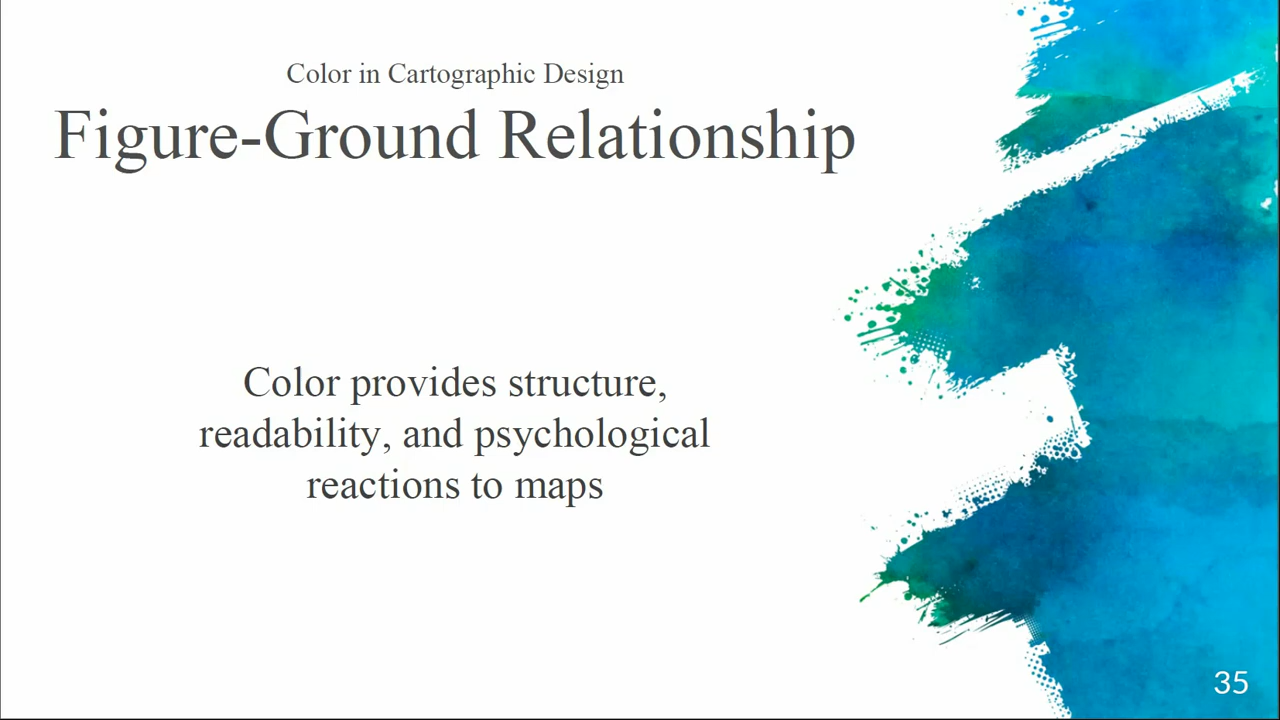 Color in Cartographic Design
Figure-Ground Relationship
Color provides structure,
readability, and psychological
reactions to maps
35